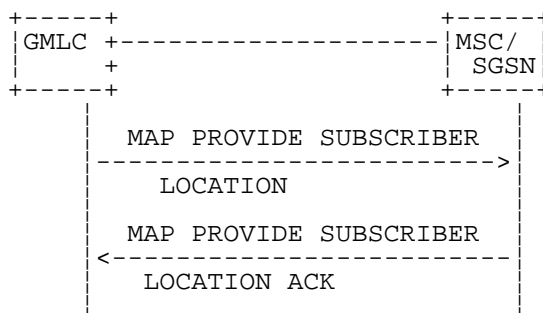 GMLC MSC/
SGSN
MAP PROVIDE SUBSCRIBER
LOCATION
MAP PROVIDE SUBSCRIBER
LOCATION ACK